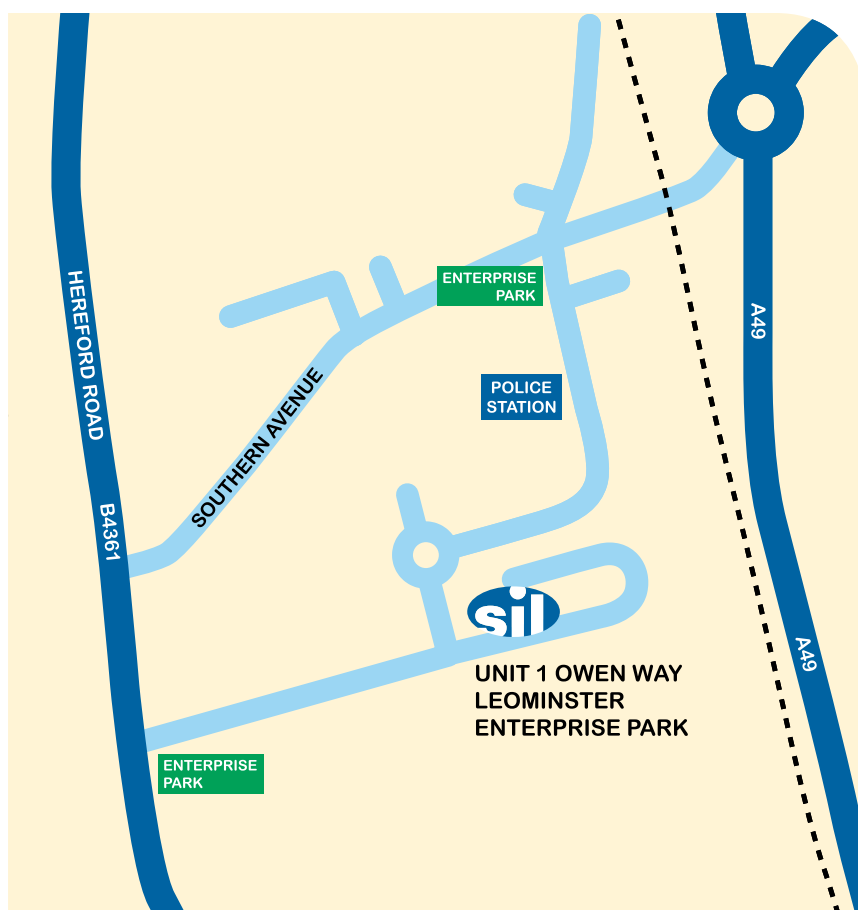 ENTERPRISE
PARK
HEREFORD ROAD
A49
POLICE
STATION
SOUTHERN AVENUE
B4361
sil
A49
UNIT 1 OWEN WAY
LEOMINSTER
ENTERPRISE PARK
ENTERPRISE
PARK